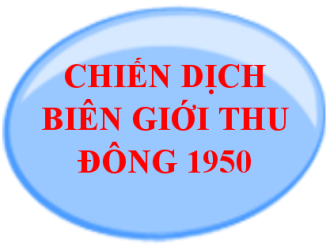 CHIẾN DỊCH
BIÊN GIỚI THU
ĐÔNG 1950